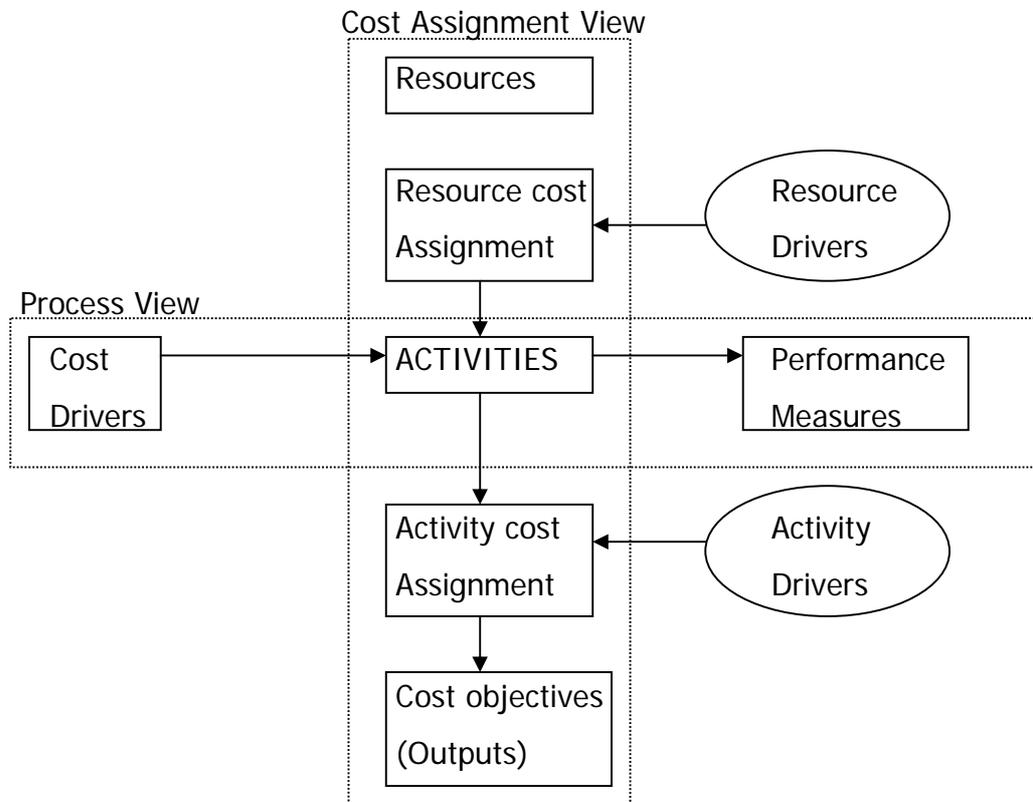 Cost Assignment View
Resources
Resource cost
Assignment
Resource
Drivers
Process View
Cost
Drivers
ACTIVITIES
Performance
Measures
Activity cost
Assignment
Activity
Drivers
Cost objectives
(Outputs)